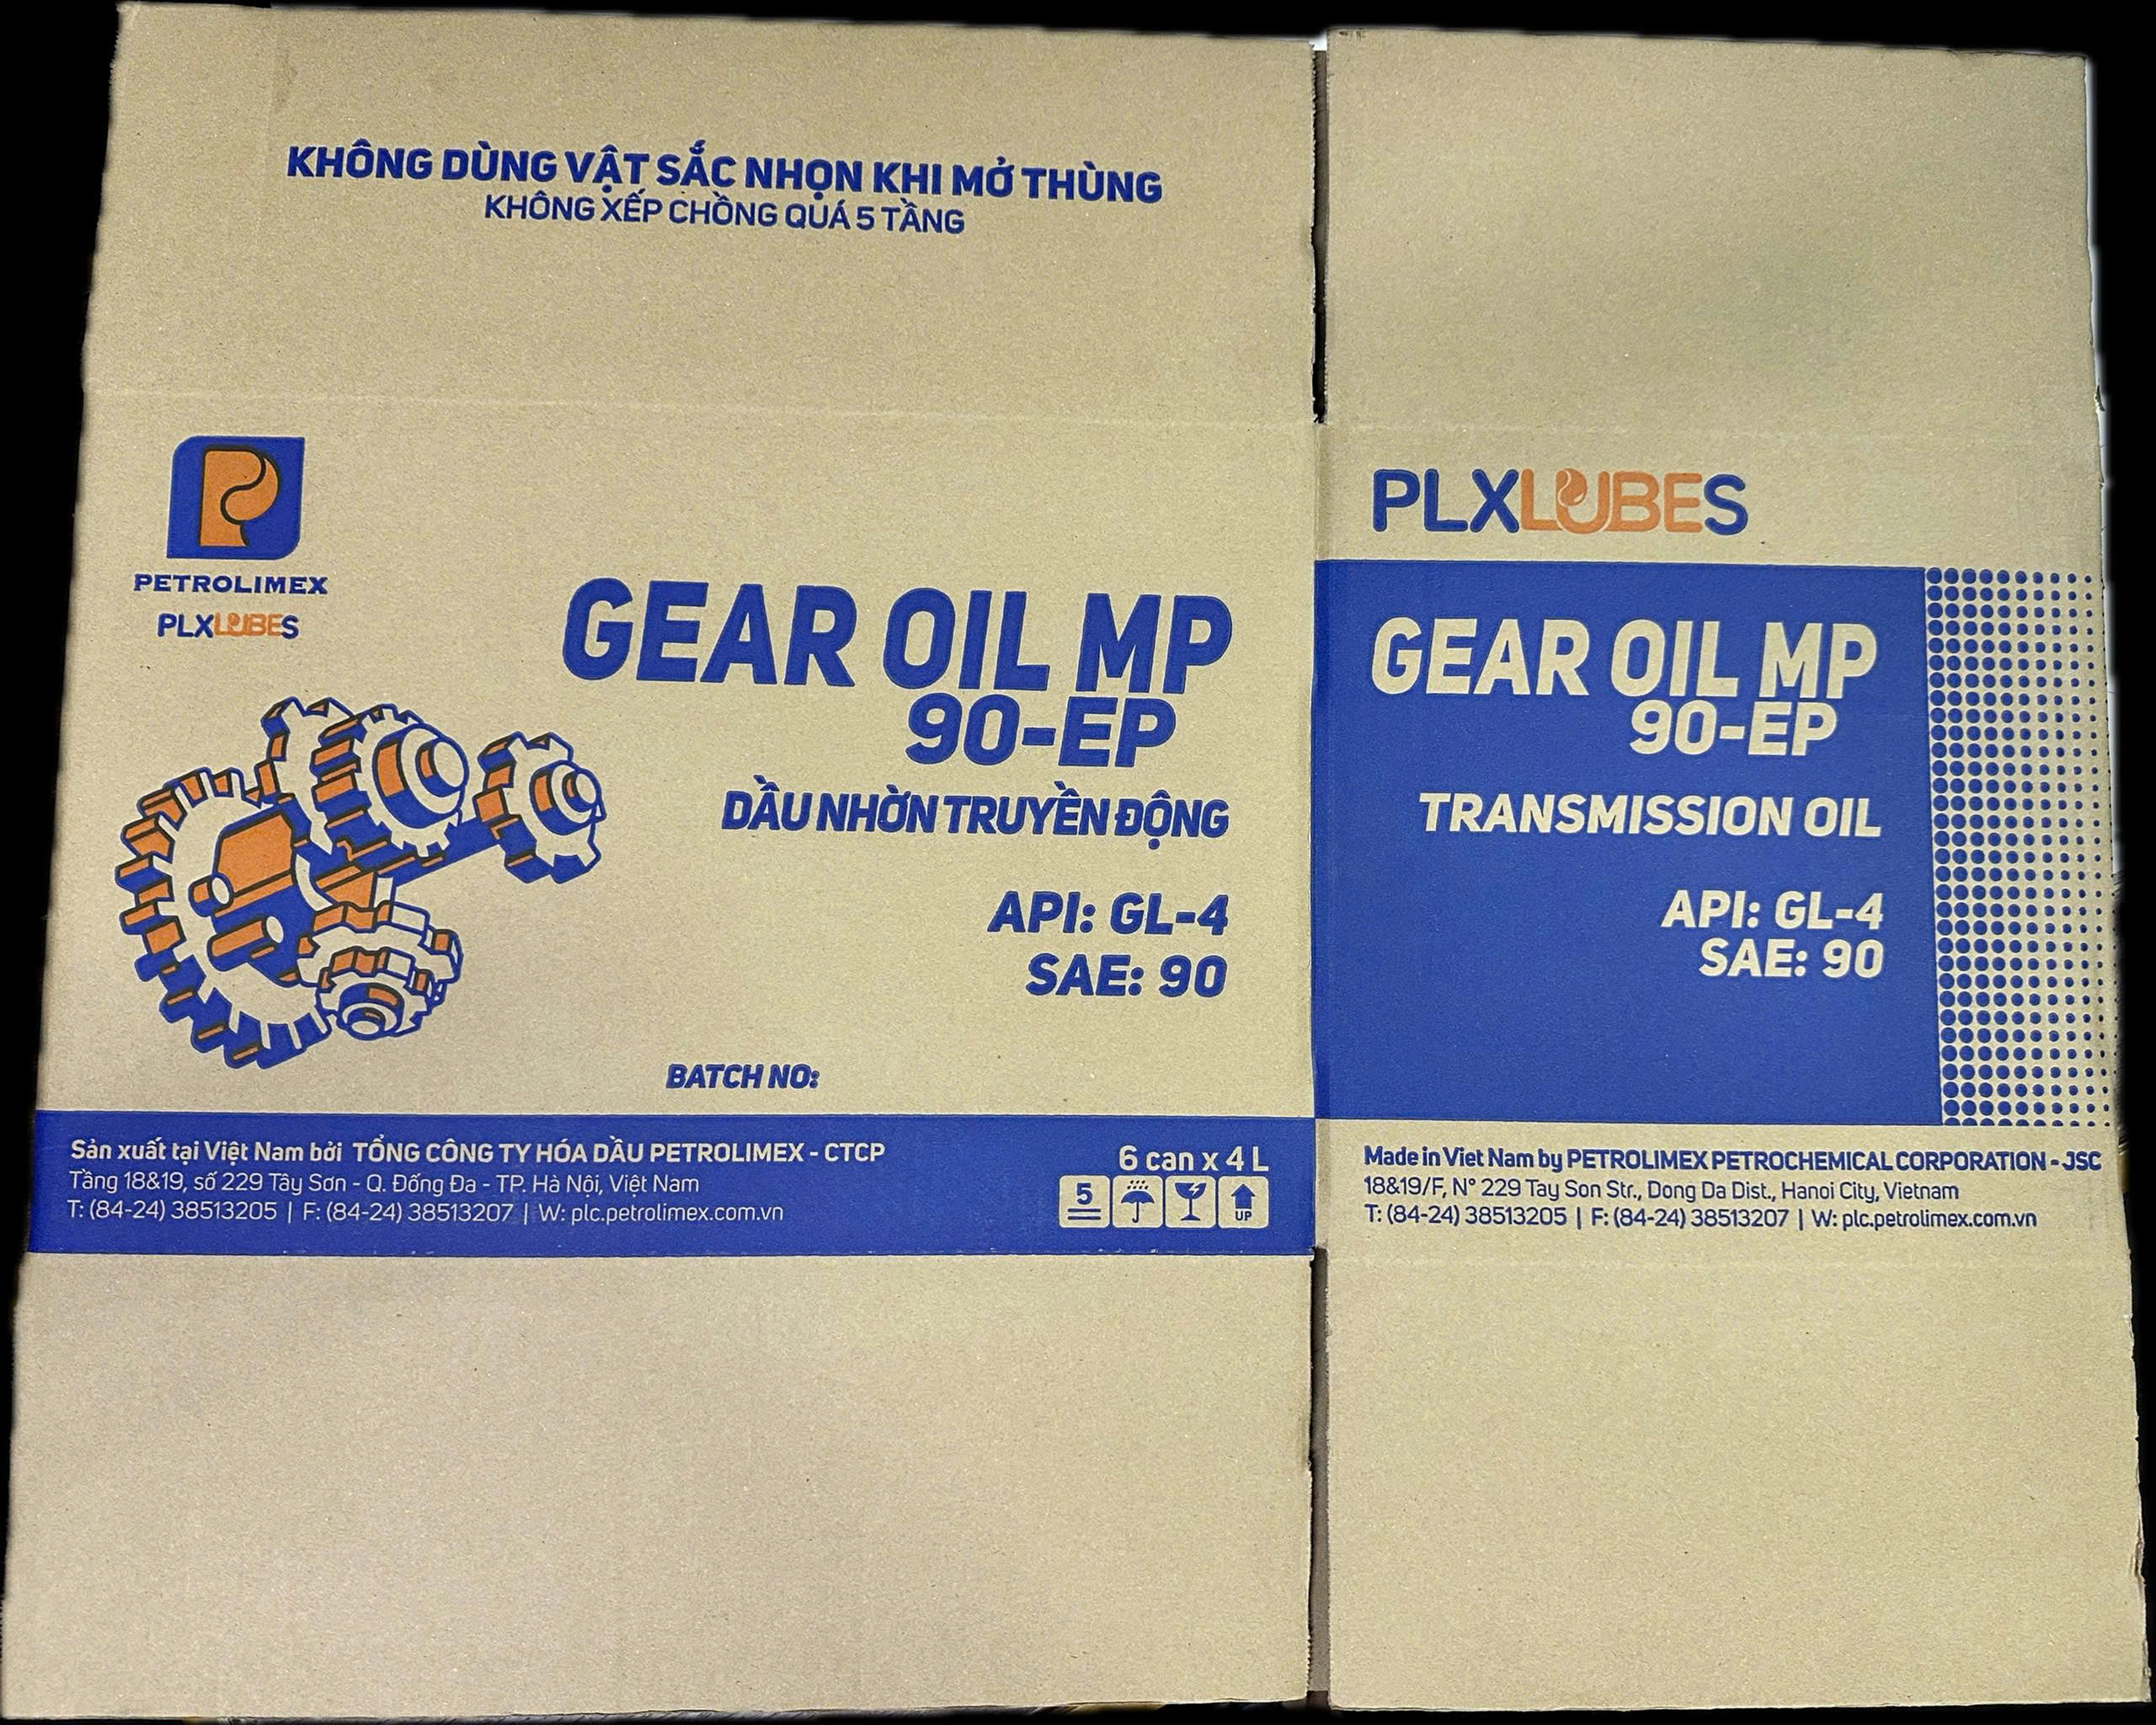 KHÔNG DÙNG VẬT SẮC NHỌN KHI MỞ THÙNG
KHÔNG XẾP CHỒNG QUÁ 5 TẦNG
PETROLIMEX
PLXLUBES
GEAR OIL MP
90-EP
DẦU NHỜN TRUYỀN ĐỘNG
API: GL-4
SAE: 90
BATCH NO:
Sản xuất tại Việt Nam bởi TỔNG CÔNG TY HÓA DẦU PETROLIMEX - CTCP
Tầng 18&19, số 229 Tây Sơn - Q. Đống Đa - TP. Hà Nội, Việt Nam
T: (84-24) 38513205 | F: (84-24) 38513207 | W: plc.petrolimex.com.vn
6 can x 4 L
5
UP
PLXLUBES
GEAR OIL MP
90-EP
TRANSMISSION OIL
API: GL-4
SAE: 90
Made in Viet Nam by PETROLIMEX PETROCHEMICAL CORPORATION - JSC
18&19/F, N° 229 Tay Son Str., Dong Da Dist., Hanoi City, Vietnam
T: (84-24) 38513205 | F: (84-24) 38513207 | W: plc.petrolimex.com.vn